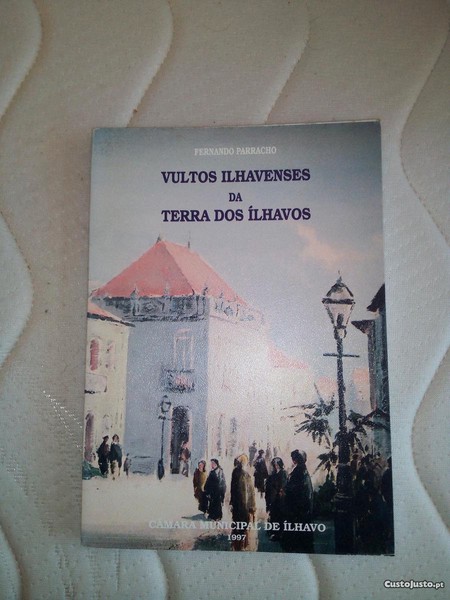 FERNANDO PARRACHO
VULTOS ILHAVENSES
DA
TERRA DOS ÍLHAVOS
CÂMARA MUNICIPAL DE ÍLHAVO
1997
CustoJusto.pt